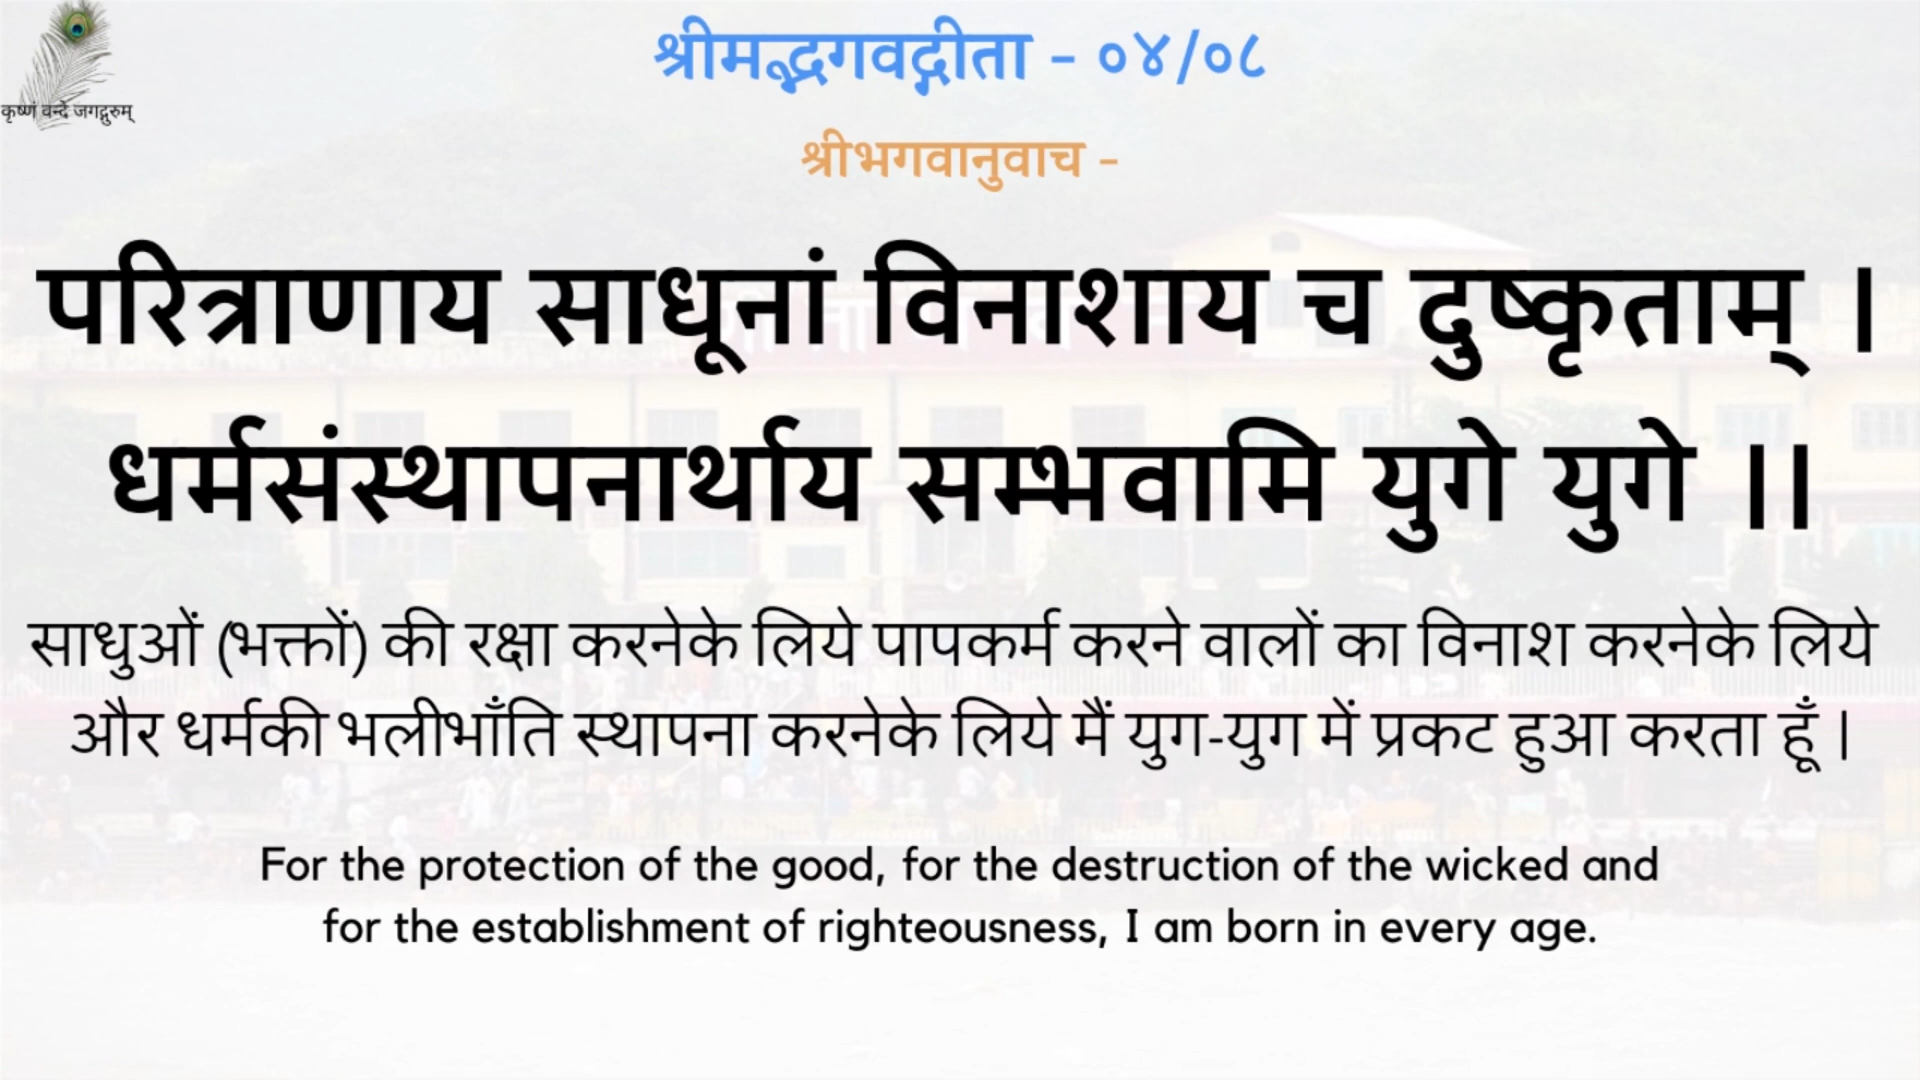 श्रीमद्भगवद्गीता - ०४/०८
कृष्णं वन्दे जगद्गुरुम्
श्रीभगवानुवाच -
परित्राणाय साधूनां विनाशाय च दुष्कृताम् ।
धर्मसंस्थापनार्थाय सम्भवामि युगे युगे ।।
साधुओं (भक्तों) की रक्षा करनेके लिये पापकर्म करने वालों का विनाश करनेके लिये
और धर्मकी भलीभाँति स्थापना करनेके लिये मैं युग-युग में प्रकट हुआ करता हूँ ।
For the protection of the good, for the destruction of the wicked and
for the establishment of righteousness, I am born in every age.